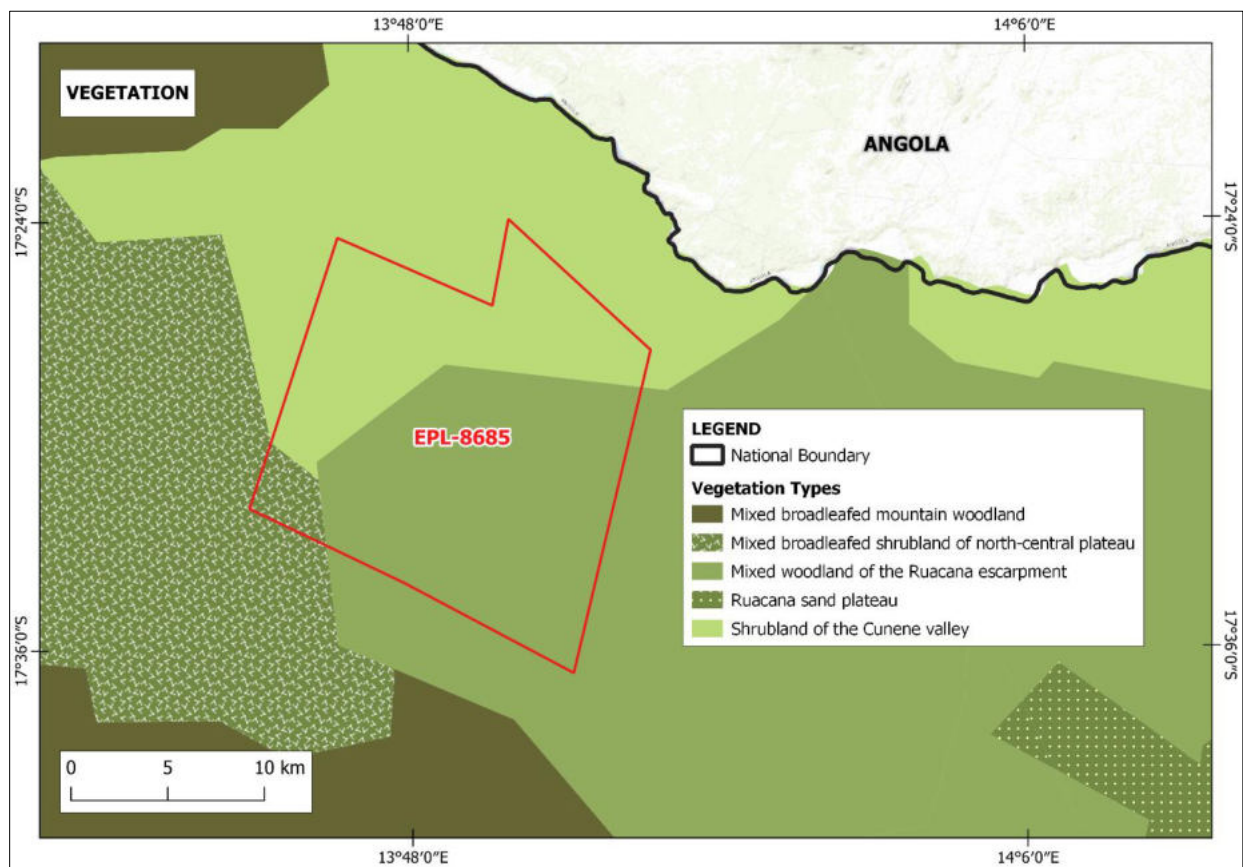 13°48′0″E
14°6′0″E
VEGETATION
ANGOLA
17°24′0″S
17°24′0″S
ANGOLA
ANGOLA
EPL-8685
LEGEND
National Boundary
Vegetation Types
Mixed broadleafed mountain woodland
Mixed broadleafed shrubland of north-central plateau
Mixed woodland of the Ruacana escarpment
Ruacana sand plateau
Shrubland of the Cunene valley
17°36′0″S
17°36′0″S
0 5 10 km
13°48′0″E
14°6′0″E